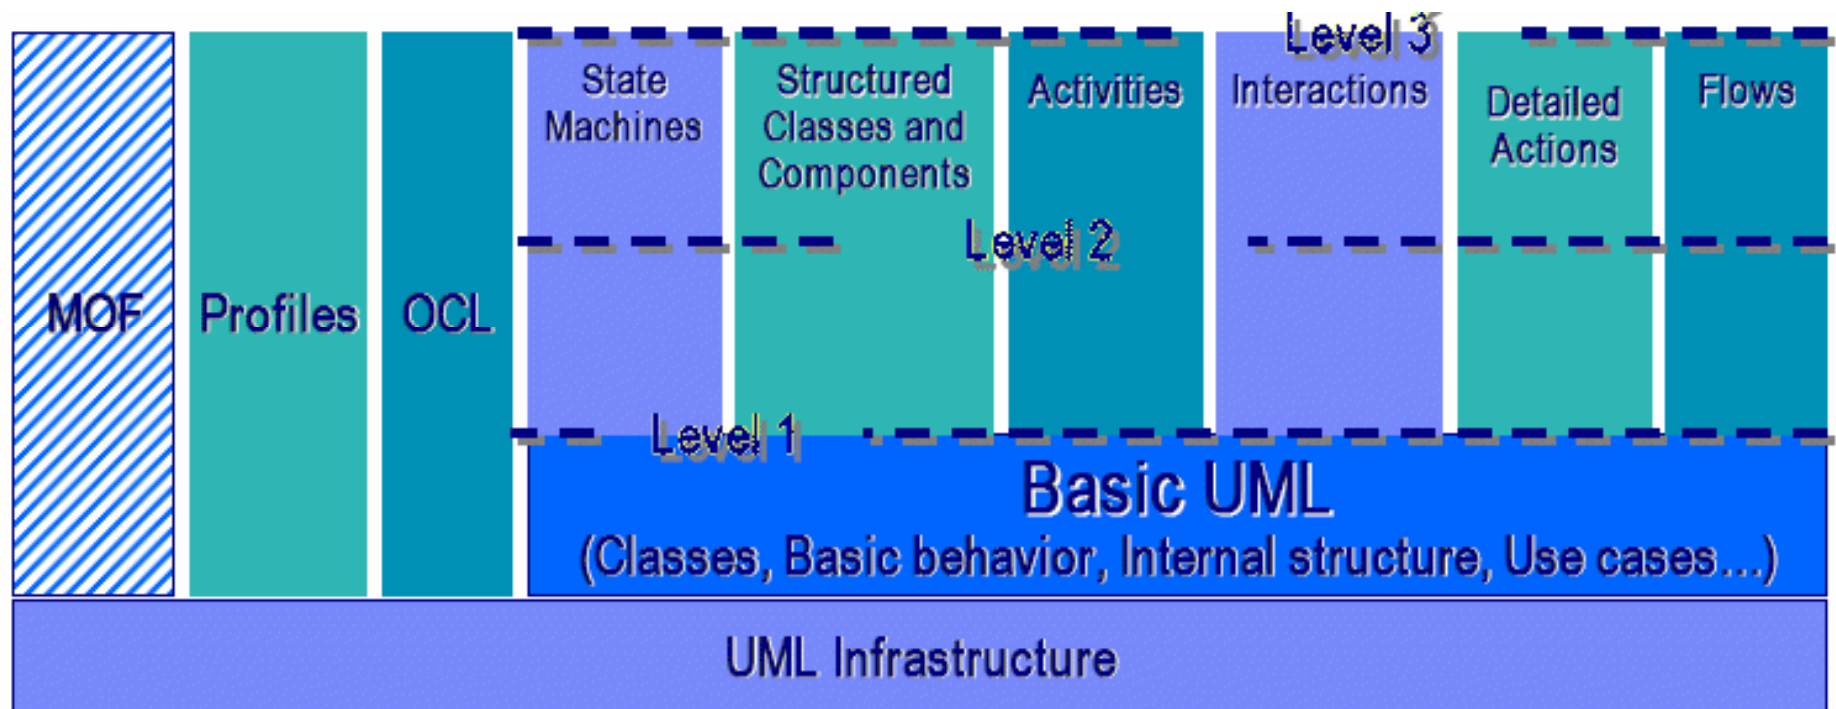 Level 3
State
Machines
Structured
Classes and
Components
Activities
Interactions
Detailed
Actions
Flows
Level 2
MOF
Profiles
OCL
Level 1
Basic UML
(Classes, Basic behavior, Internal structure, Use cases...)
UML Infrastructure